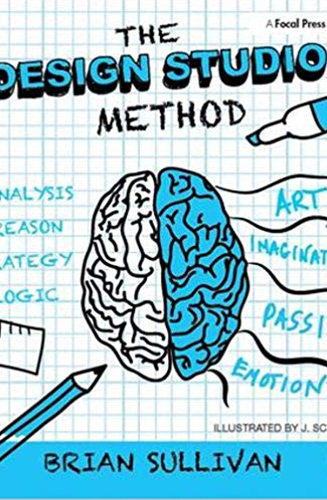 A Focal Press
THE
DESIGN STUDIO
METHOD
NALYSIS
REASON
RATEGY
LOGIC
ART
IMAGINAT
PASSI
EMOTION
ILLUSTRATED BY J. SC
BRIAN SULLIVAN